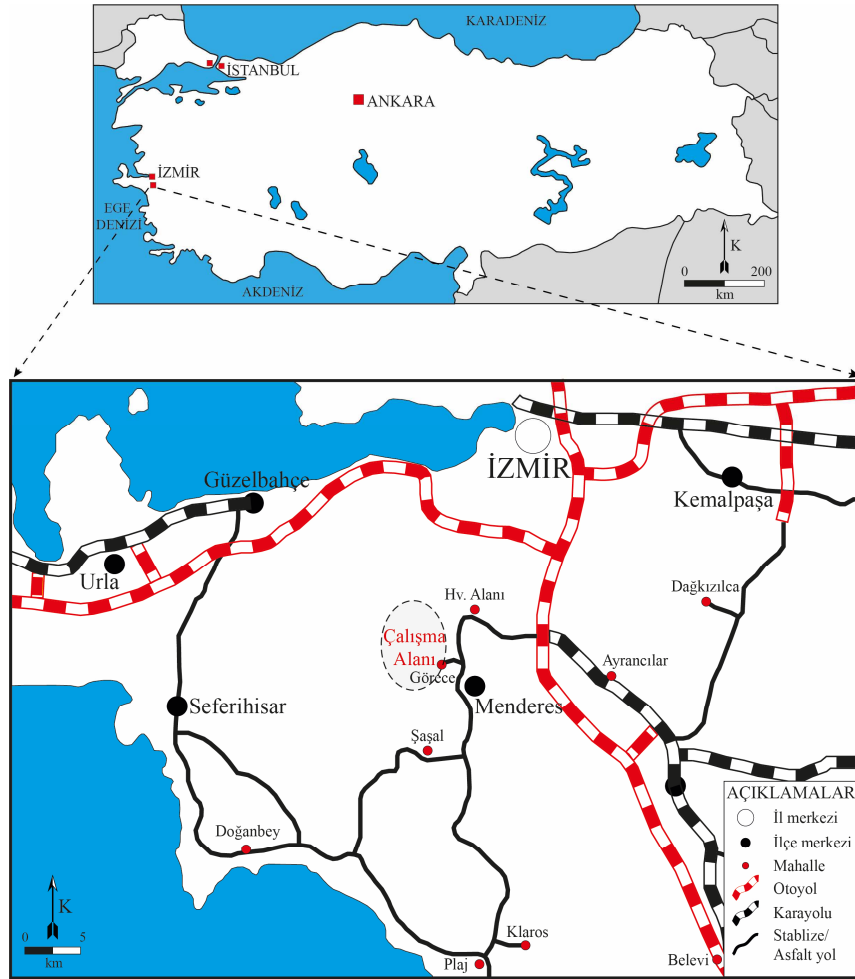 KARADENİZ
İSTANBUL
ANKARA
İZMİR
EGE
DENİZİ
AKDENİZ
K
0 200
km
İZMİR
Güzelbahçe
Kemalpaşa
Urla
Dağkızılca
Hv. Alanı
Çalışma
Alanı
Görece
Ayrancılar
Seferihisar
Menderes
Şaşal
Doğanbey
Klaros
Plaj
Belevi
K
0 5
km
AÇIKLAMALAR
İl merkezi
İlçe merkezi
Mahalle
Otoyol
Karayolu
Stablize/
Asfalt yol